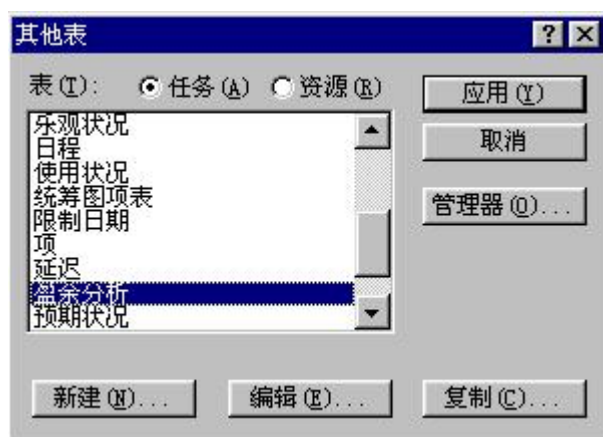 其他表
表(T): 任务(A) 资源(R)
乐观状况
日程
使用状况
统筹图项表
限制日期
项
延迟
盈余分析
预期状况
应用(Y)
取消
管理器(O)...
新建(N)... 编辑(E)... 复制(C)...